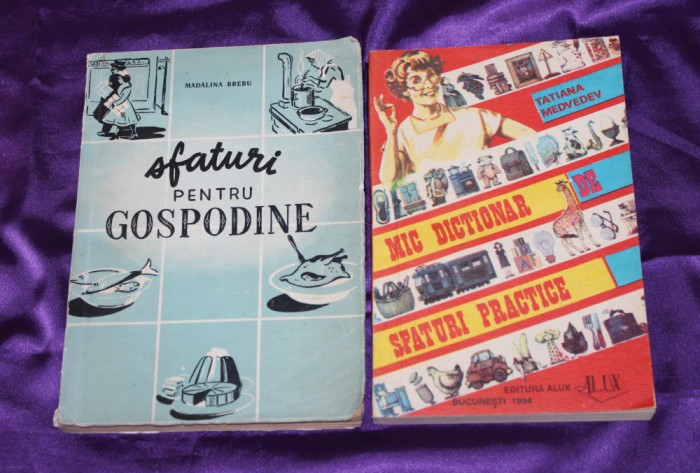 MADALINA BREBU
sfaturi
PENTRU
GOSPODINE
TATIANA
MEDVEDEV
MIC DICTIONAR DE
SFATURI PRACTICE
EDITURA ALUX
ALUX
BUCUREȘTI 1994